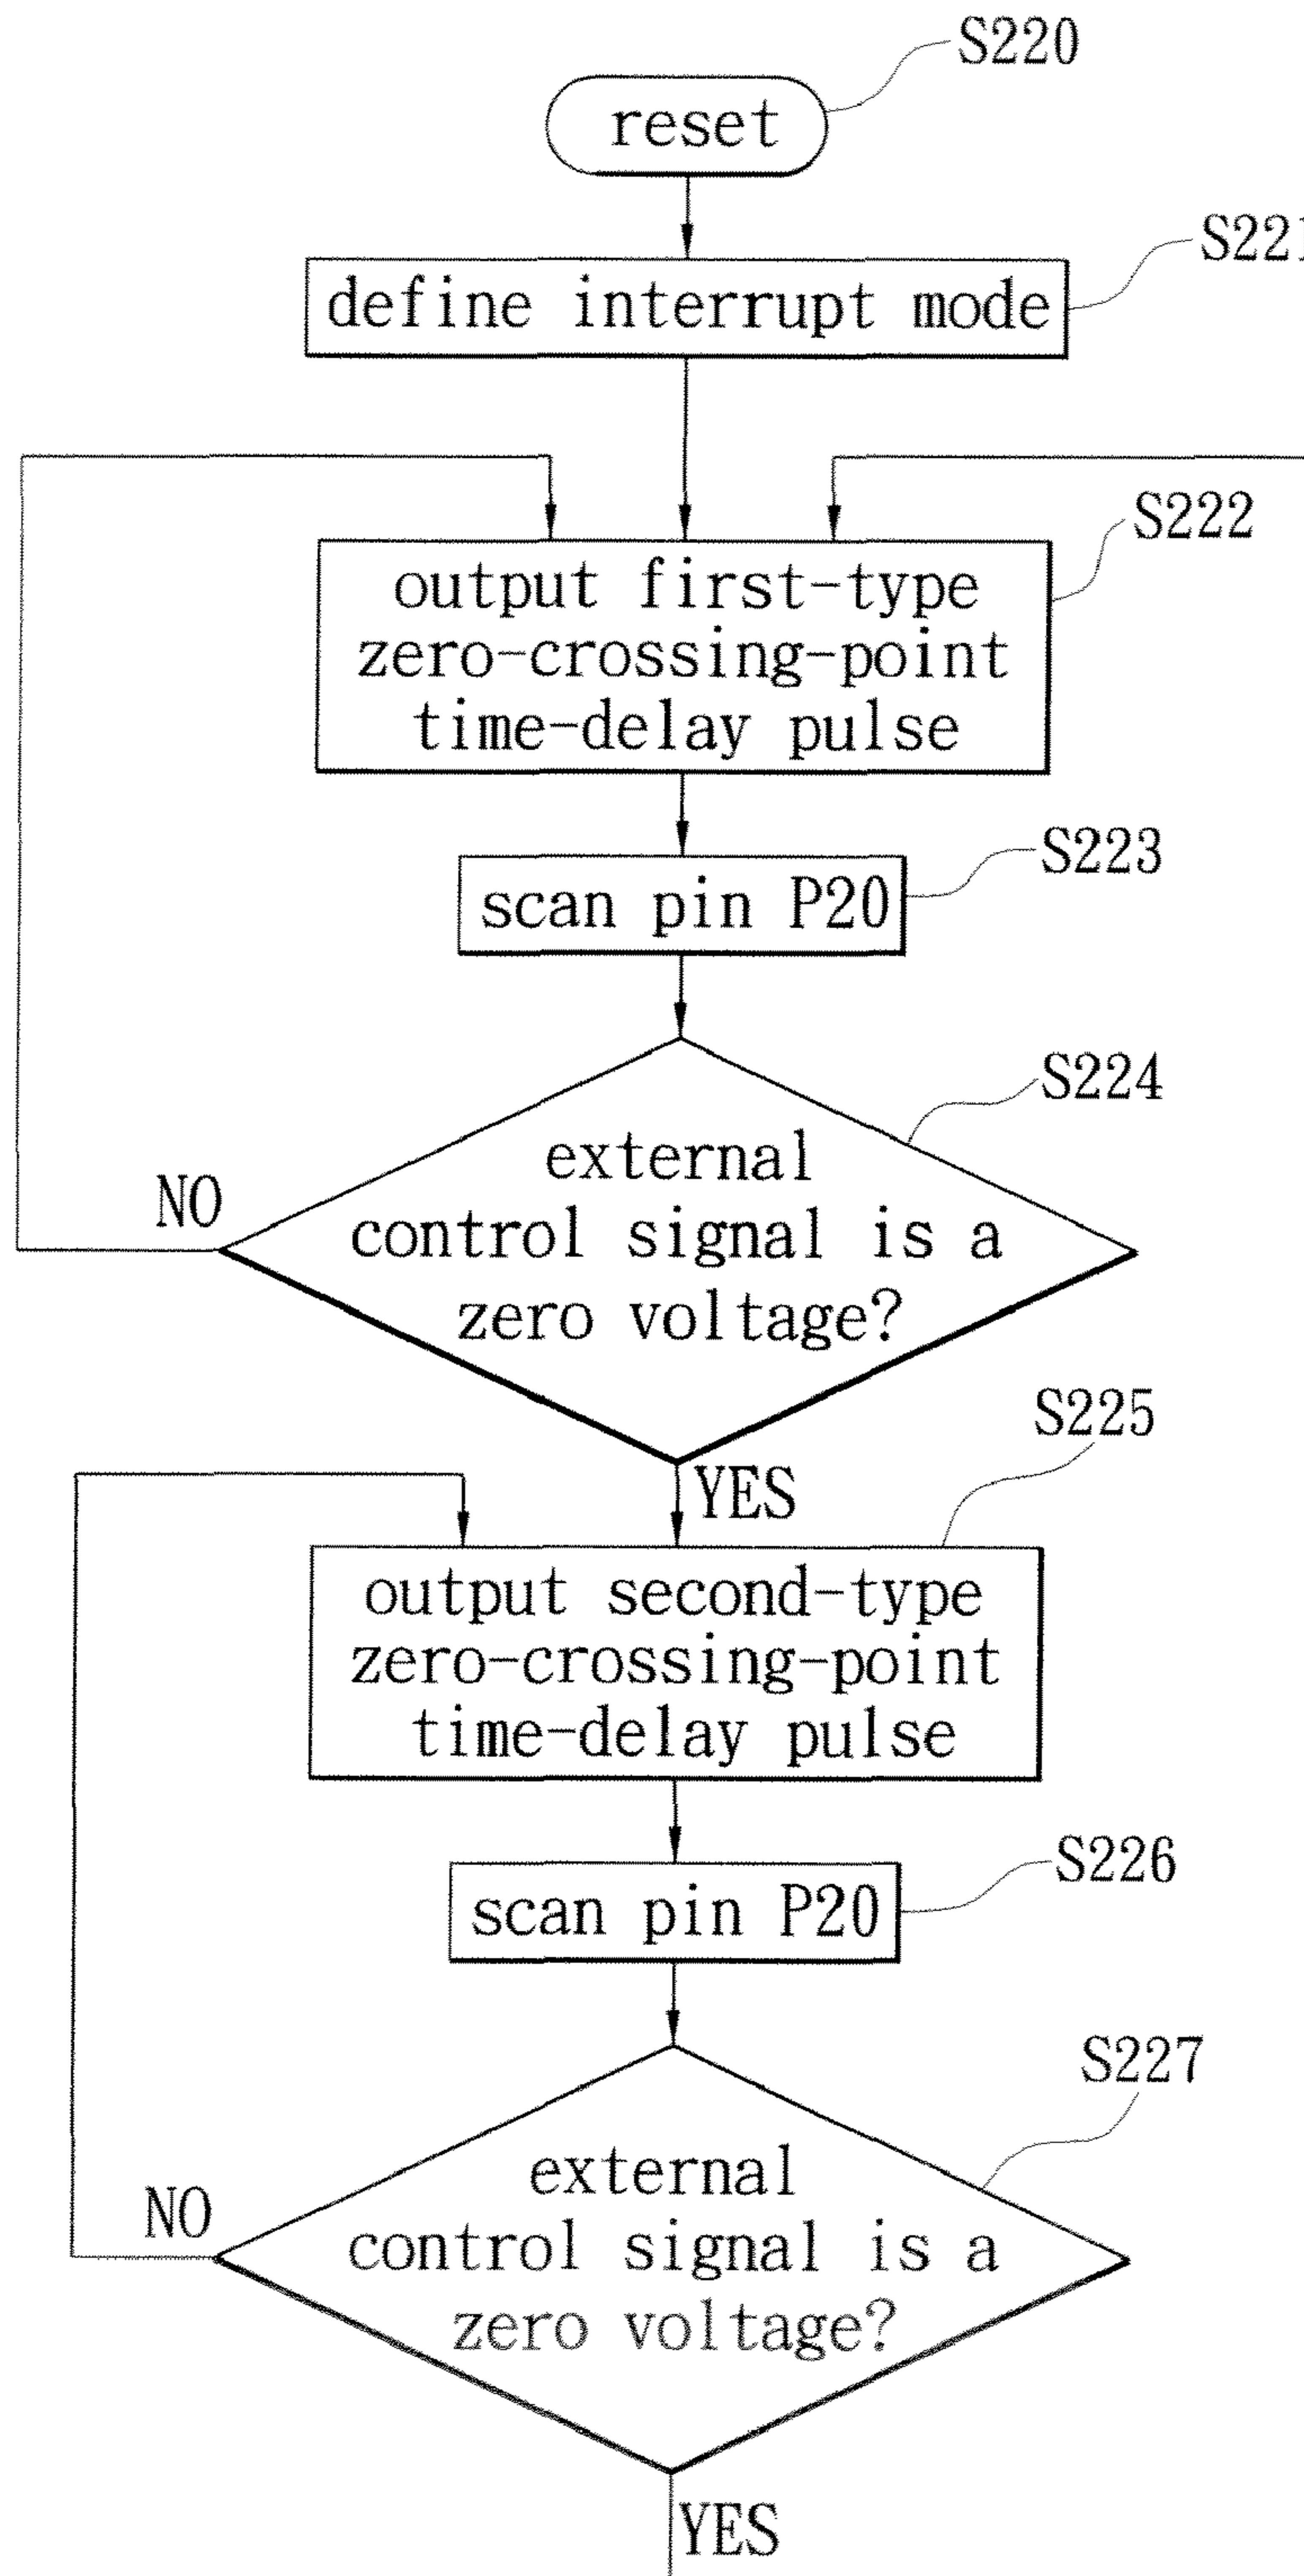 S220
reset
S221
define interrupt mode
S222
output first-type
zero-crossing-point
time-delay pulse
S223
scan pin P20
S224
external
control signal is a
zero voltage?
NO
YES
S225
output second-type
zero-crossing-point
time-delay pulse
S226
scan pin P20
S227
external
control signal is a
zero voltage?
NO
YES